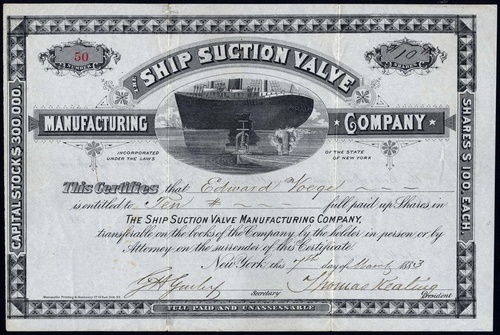 50
10
NUMBER
SHARES
THE SHIP SUCTION VALVE
MANUFACTURING COMPANY
INCORPORATED UNDER THE LAWS
OF THE STATE OF NEW YORK
CAPITAL STOCK $300,000.
SHARES $100, EACH.
This Certifies that Edward Voege
is entitled to Ten full paid up Shares in
THE SHIP SUCTION VALVE MANUFACTURING COMPANY,
transferable on the books of the Company by the holder in person, or by
Attorney on the surrender of this Certificate.
New York, this 7th day of March 1883
Secretary
Thomas Keating
President
FULL PAID AND UNASSESSABLE